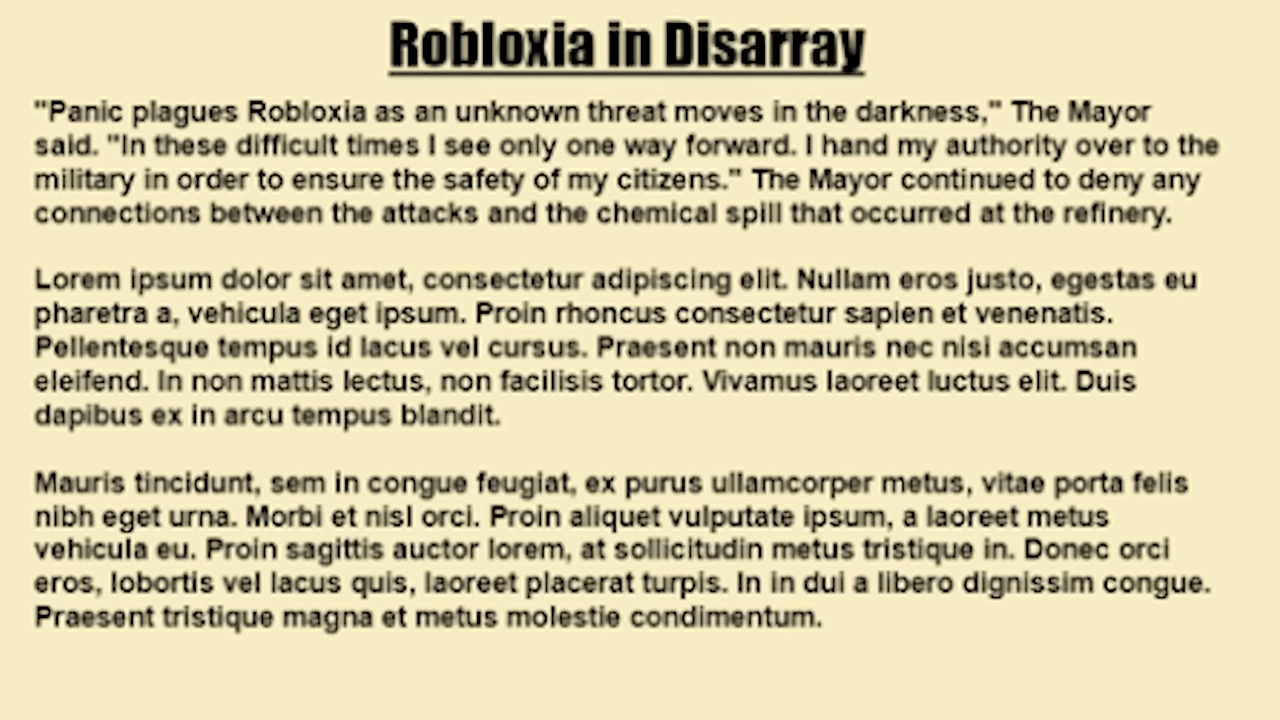 Robloxia in Disarray
"Panic plagues Robloxia as an unknown threat moves in the darkness," The Mayor
said. "In these difficult times I see only one way forward. I hand my authority over to the
military in order to ensure the safety of my citizens." The Mayor continued to deny any
connections between the attacks and the chemical spill that occurred at the refinery.
Lorem ipsum dolor sit amet, consectetur adipiscing elit. Nullam eros justo, egestas eu
pharetra a, vehicula eget ipsum. Proin rhoncus consectetur sapien et venenatis.
Pellentesque tempus id lacus vel cursus. Praesent non mauris nec nisi accumsan
eleifend. In non mattis lectus, non facilisis tortor. Vivamus laoreet luctus elit. Duis
dapibus ex in arcu tempus blandit.
Mauris tincidunt, sem in congue feugiat, ex purus ullamcorper metus, vitae porta felis
nibh eget urna. Morbi et nisl orci. Proin aliquet vulputate ipsum, a laoreet metus
vehicula eu. Proin sagittis auctor lorem, at sollicitudin metus tristique in. Donec orci
eros, lobortis vel lacus quis, laoreet placerat turpis. In in dui a libero dignissim congue.
Praesent tristique magna et metus molestie condimentum.